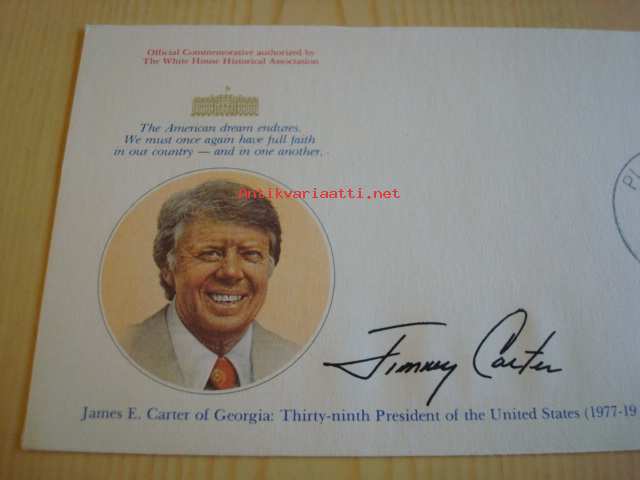 Official Commemorative authorized by
The White House Historical Association
The American dream endures.
We must once again have full faith
in our country — and in one another.
Antikvariaatti.net
Jimmy Carter
James E. Carter of Georgia: Thirty-ninth President of the United States (1977-19